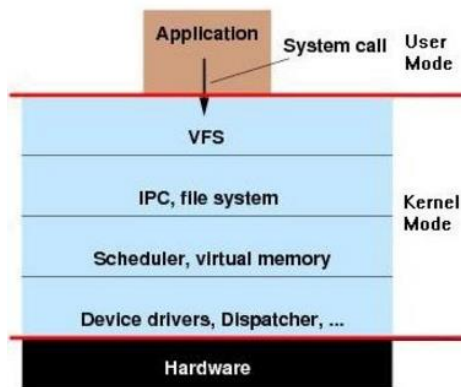 Application
System call
User
Mode
VFS
IPC, file system
Kernel
Mode
Scheduler, virtual memory
Device drivers, Dispatcher, ...
Hardware